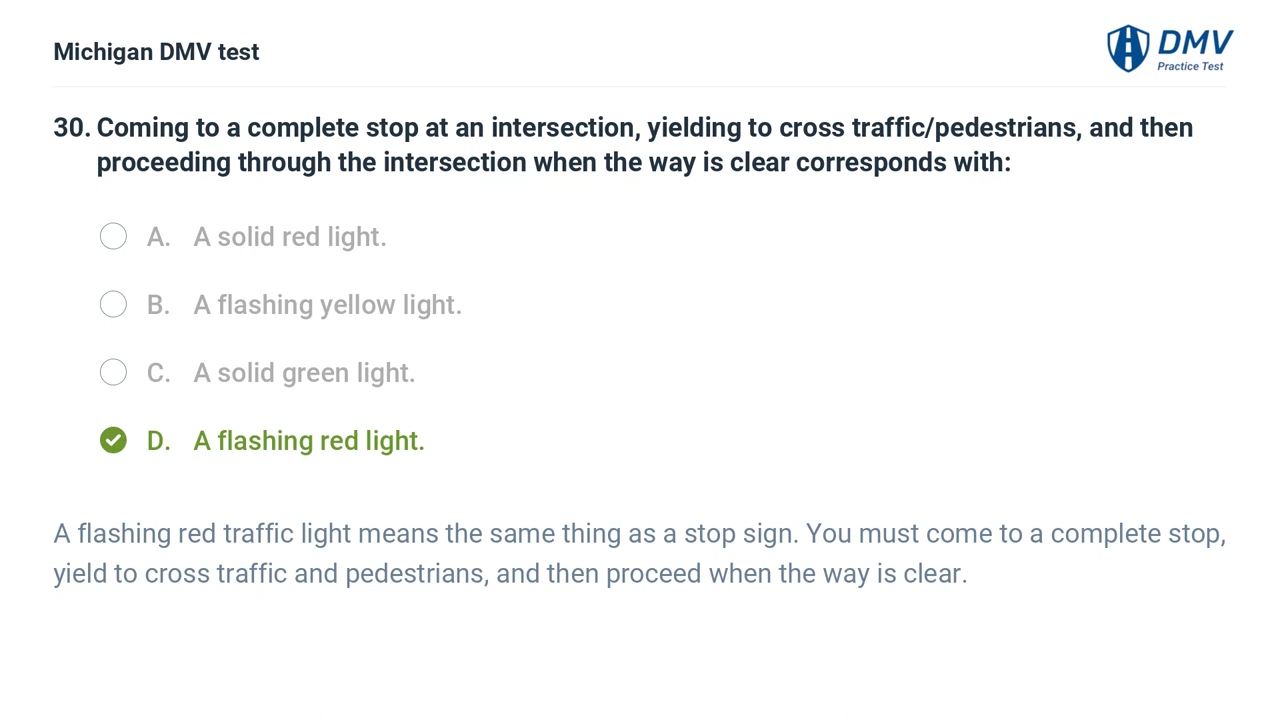 Michigan DMV test
DMV
Practice Test
30. Coming to a complete stop at an intersection, yielding to cross traffic/pedestrians, and then
proceeding through the intersection when the way is clear corresponds with:
A. A solid red light.
B. A flashing yellow light.
C. A solid green light.
D. A flashing red light.
A flashing red traffic light means the same thing as a stop sign. You must come to a complete stop,
yield to cross traffic and pedestrians, and then proceed when the way is clear.